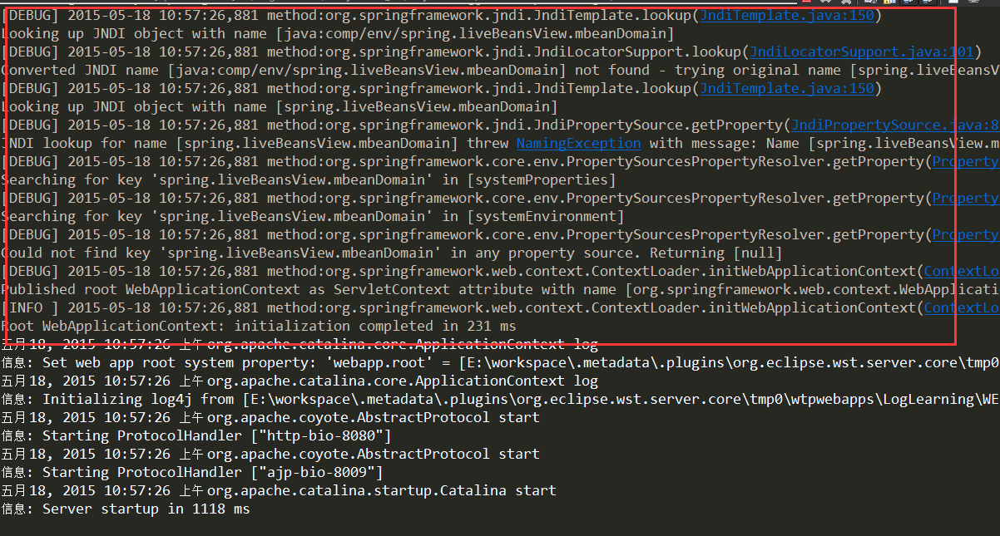 [DEBUG] 2015-05-18 10:57:26,881 method:org.springframework.jndi.JndiTemplate.lookup(JndiTemplate.java:150)
Looking up JNDI object with name [java:comp/env/spring.liveBeansView.mbeanDomain]
[DEBUG] 2015-05-18 10:57:26,881 method:org.springframework.jndi.JndiLocatorSupport.lookup(JndiLocatorSupport.java:101)
Converted JNDI name [java:comp/env/spring.liveBeansView.mbeanDomain] not found - trying original name [spring.liveBeansV
[DEBUG] 2015-05-18 10:57:26,881 method:org.springframework.jndi.JndiTemplate.lookup(JndiTemplate.java:150)
Looking up JNDI object with name [spring.liveBeansView.mbeanDomain]
[DEBUG] 2015-05-18 10:57:26,881 method:org.springframework.jndi.JndiPropertySource.getProperty(JndiPropertySource.java:8
JNDI lookup for name [spring.liveBeansView.mbeanDomain] threw NamingException with message: Name [spring.liveBeansView.m
[DEBUG] 2015-05-18 10:57:26,881 method:org.springframework.core.env.PropertySourcesPropertyResolver.getProperty(Property
Searching for key 'spring.liveBeansView.mbeanDomain' in [systemProperties]
[DEBUG] 2015-05-18 10:57:26,881 method:org.springframework.core.env.PropertySourcesPropertyResolver.getProperty(Property
Searching for key 'spring.liveBeansView.mbeanDomain' in [systemEnvironment]
[DEBUG] 2015-05-18 10:57:26,881 method:org.springframework.core.env.PropertySourcesPropertyResolver.getProperty(Property
Could not find key 'spring.liveBeansView.mbeanDomain' in any property source. Returning [null]
[DEBUG] 2015-05-18 10:57:26,881 method:org.springframework.web.context.ContextLoader.initWebApplicationContext(ContextLo
Published root WebApplicationContext as ServletContext attribute with name [org.springframework.web.context.WebApplicati
[INFO ] 2015-05-18 10:57:26,881 method:org.springframework.web.context.ContextLoader.initWebApplicationContext(ContextLo
Root WebApplicationContext: initialization completed in 231 ms
五月 18, 2015 10:57:26 上午 org.apache.catalina.core.ApplicationContext log
信息: Set web app root system property: 'webapp.root' = [E:\workspace\.metadata\.plugins\org.eclipse.wst.server.core\tmp0
五月 18, 2015 10:57:26 上午 org.apache.catalina.core.ApplicationContext log
信息: Initializing log4j from [E:\workspace\.metadata\.plugins\org.eclipse.wst.server.core\tmp0\wtpwebapps\LogLearning\WE
五月 18, 2015 10:57:26 上午 org.apache.coyote.AbstractProtocol start
信息: Starting ProtocolHandler ["http-bio-8080"]
五月 18, 2015 10:57:26 上午 org.apache.coyote.AbstractProtocol start
信息: Starting ProtocolHandler ["ajp-bio-8009"]
五月 18, 2015 10:57:26 上午 org.apache.catalina.startup.Catalina start
信息: Server startup in 1118 ms